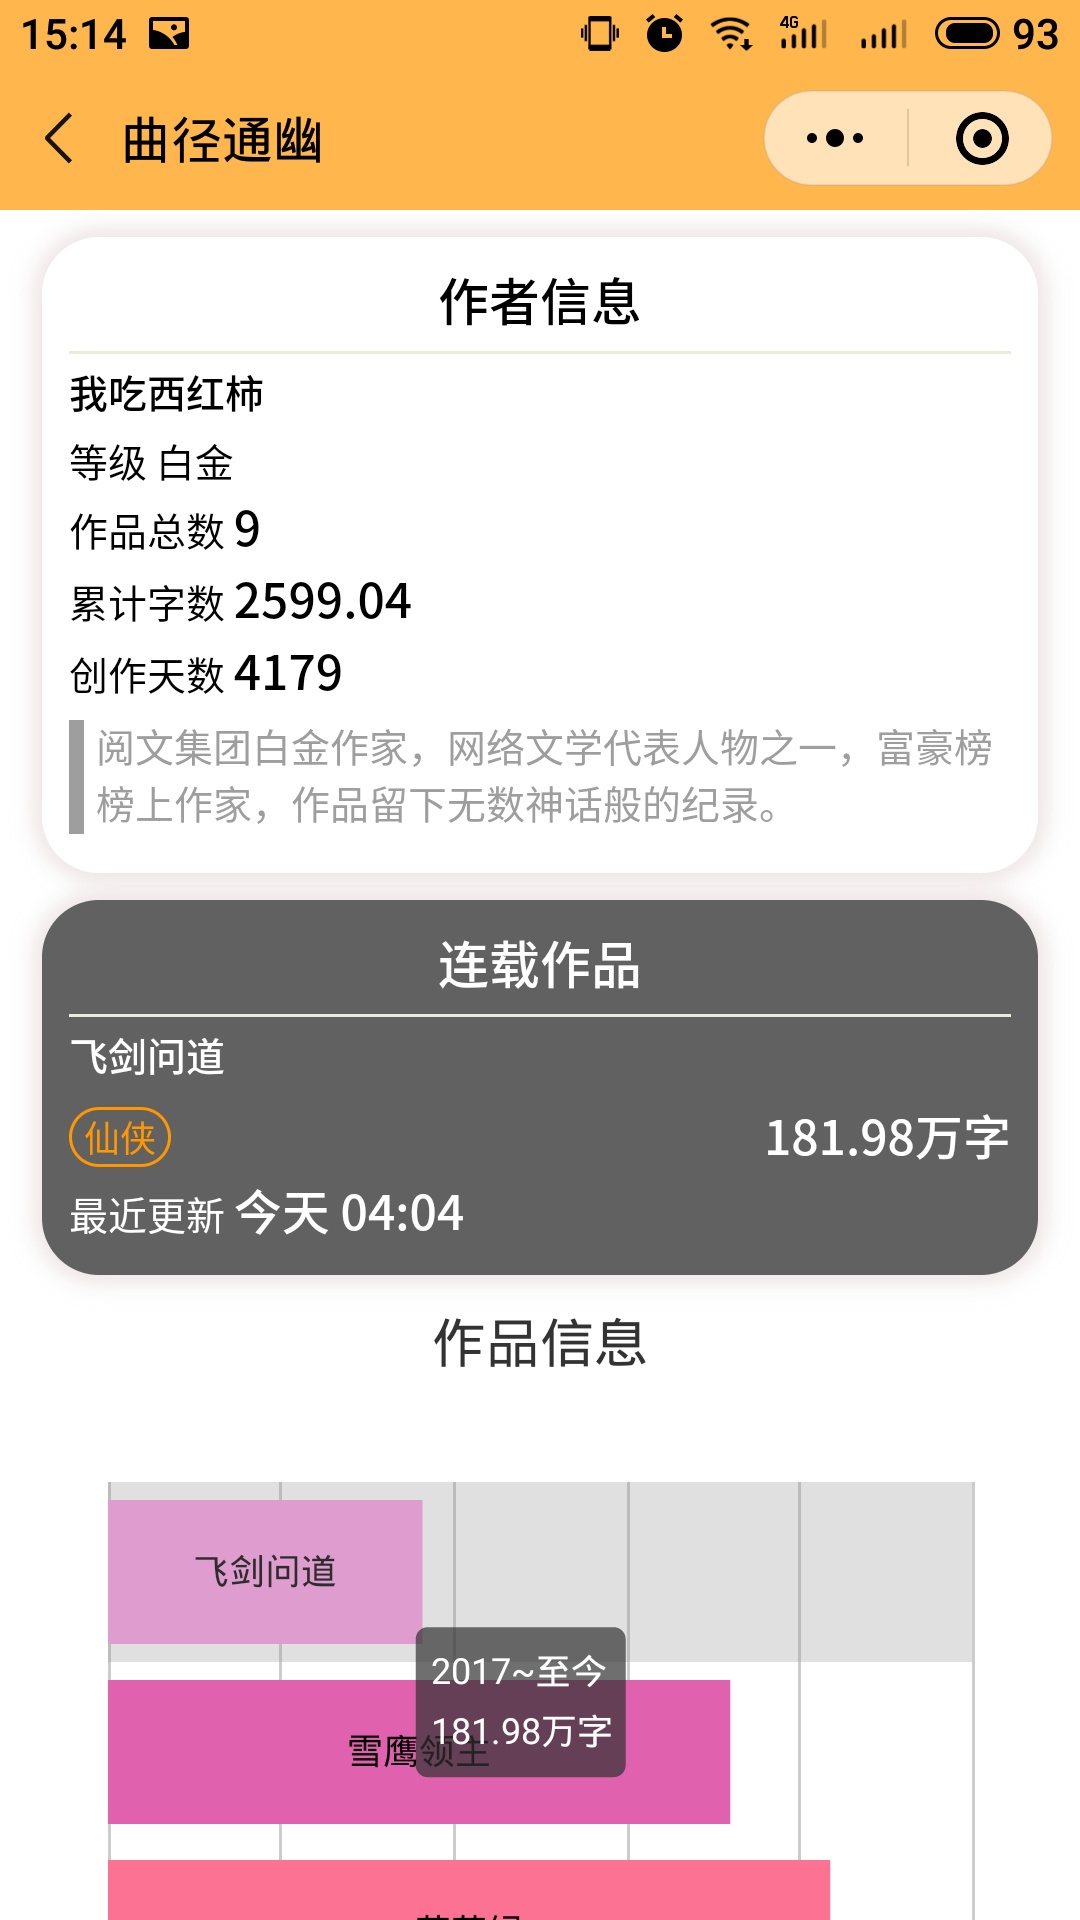 15:14
4G
93
曲径通幽
作者信息
我吃西红柿
等级 白金
作品总数 9
累计字数 2599.04
创作天数 4179
阅文集团白金作家，网络文学代表人物之一，富豪榜
榜上作家，作品留下无数神话般的纪录。
连载作品
飞剑问道
仙侠
181.98万字
最近更新 今天 04:04
作品信息
飞剑问道
2017~至今
181.98万字
雪鹰领主